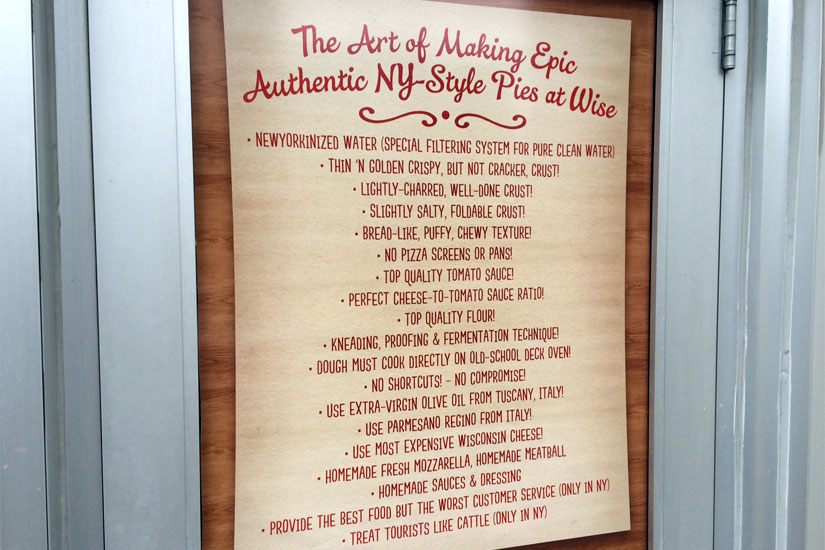 The Art of Making Epic
Authentic NY-Style Pies at Wise
• NEWYORKINIZED WATER (SPECIAL FILTERING SYSTEM FOR PURE CLEAN WATER)
• THIN 'N GOLDEN CRISPY, BUT NOT CRACKER, CRUST!
• LIGHTLY-CHARRED, WELL-DONE CRUST!
• SLIGHTLY SALTY, FOLDABLE CRUST!
• BREAD-LIKE, PUFFY, CHEWY TEXTURE!
• NO PIZZA SCREENS OR PANS!
• TOP QUALITY TOMATO SAUCE!
• PERFECT CHEESE-TO-TOMATO SAUCE RATIO!
• TOP QUALITY FLOUR!
• KNEADING, PROOFING & FERMENTATION TECHNIQUE!
• DOUGH MUST COOK DIRECTLY ON OLD-SCHOOL DECK OVEN!
• NO SHORTCUTS! - NO COMPROMISE!
• USE EXTRA-VIRGIN OLIVE OIL FROM TUSCANY, ITALY!
• USE PARMESANO REGINO FROM ITALY!
• USE MOST EXPENSIVE WISCONSIN CHEESE!
• HOMEMADE FRESH MOZZARELLA, HOMEMADE MEATBALL
• HOMEMADE SAUCES & DRESSING
• PROVIDE THE BEST FOOD BUT THE WORST CUSTOMER SERVICE (ONLY IN NY)
• TREAT TOURISTS LIKE CATTLE (ONLY IN NY)